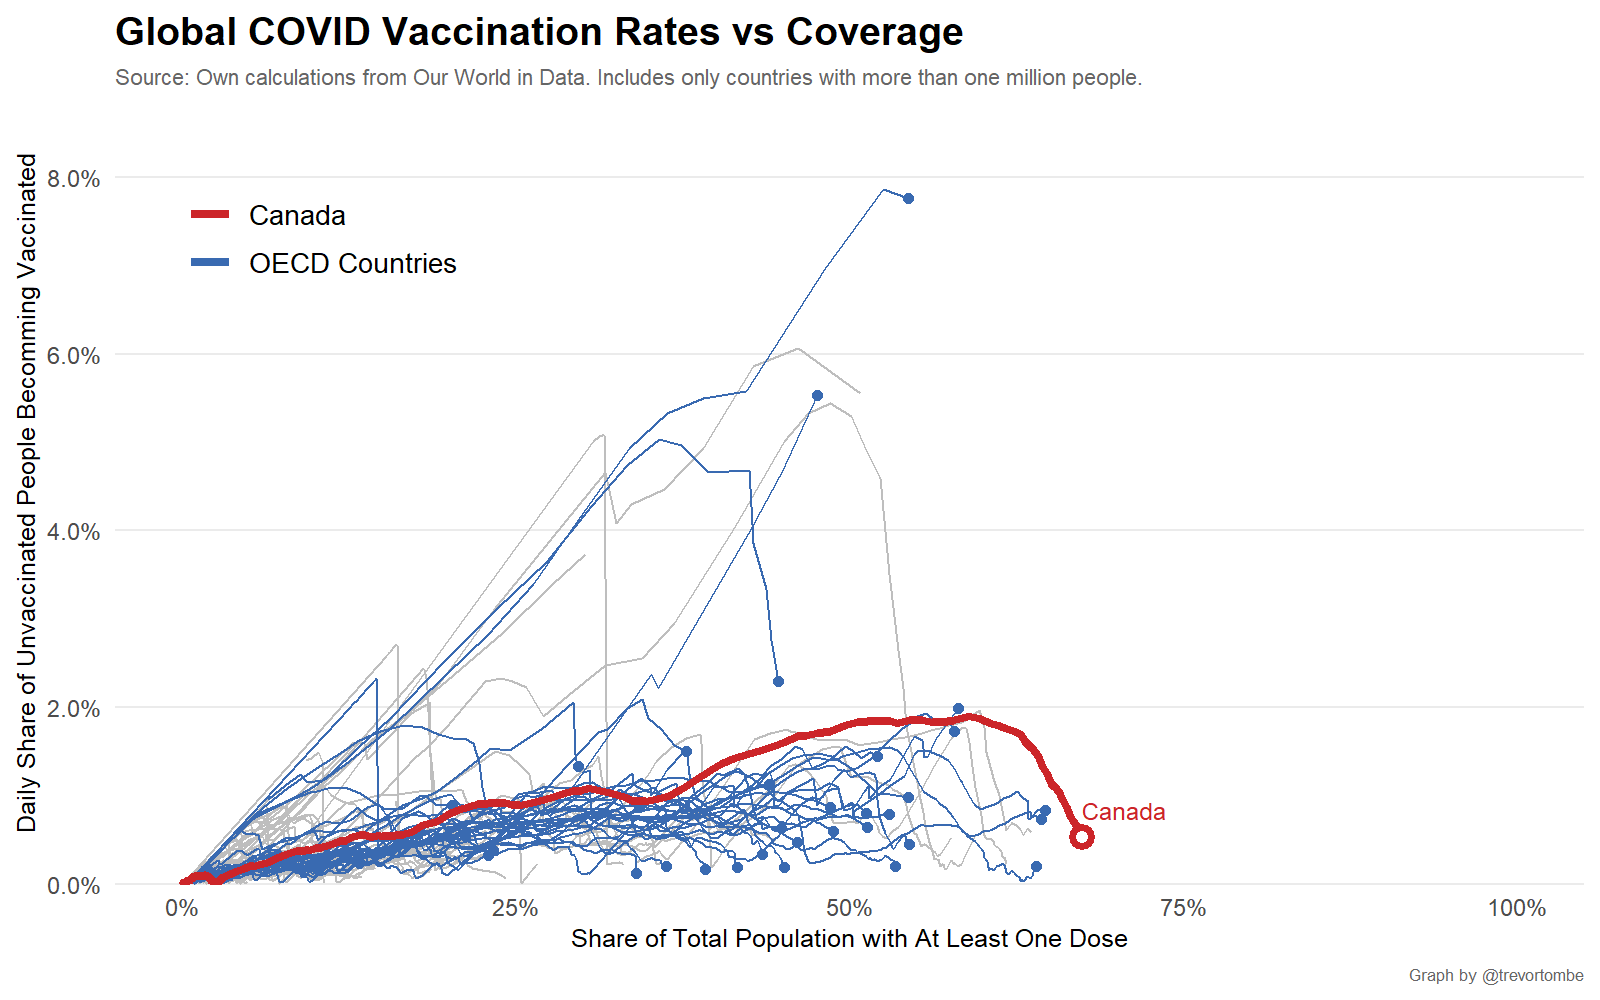 Global COVID Vaccination Rates vs Coverage
Source: Own calculations from Our World in Data. Includes only countries with more than one million people.
Daily Share of Unvaccinated People Becomming Vaccinated
8.0%
6.0%
4.0%
2.0%
0.0%
Canada
OECD Countries
Canada
0%
25%
50%
75%
100%
Share of Total Population with At Least One Dose
Graph by @trevortombe